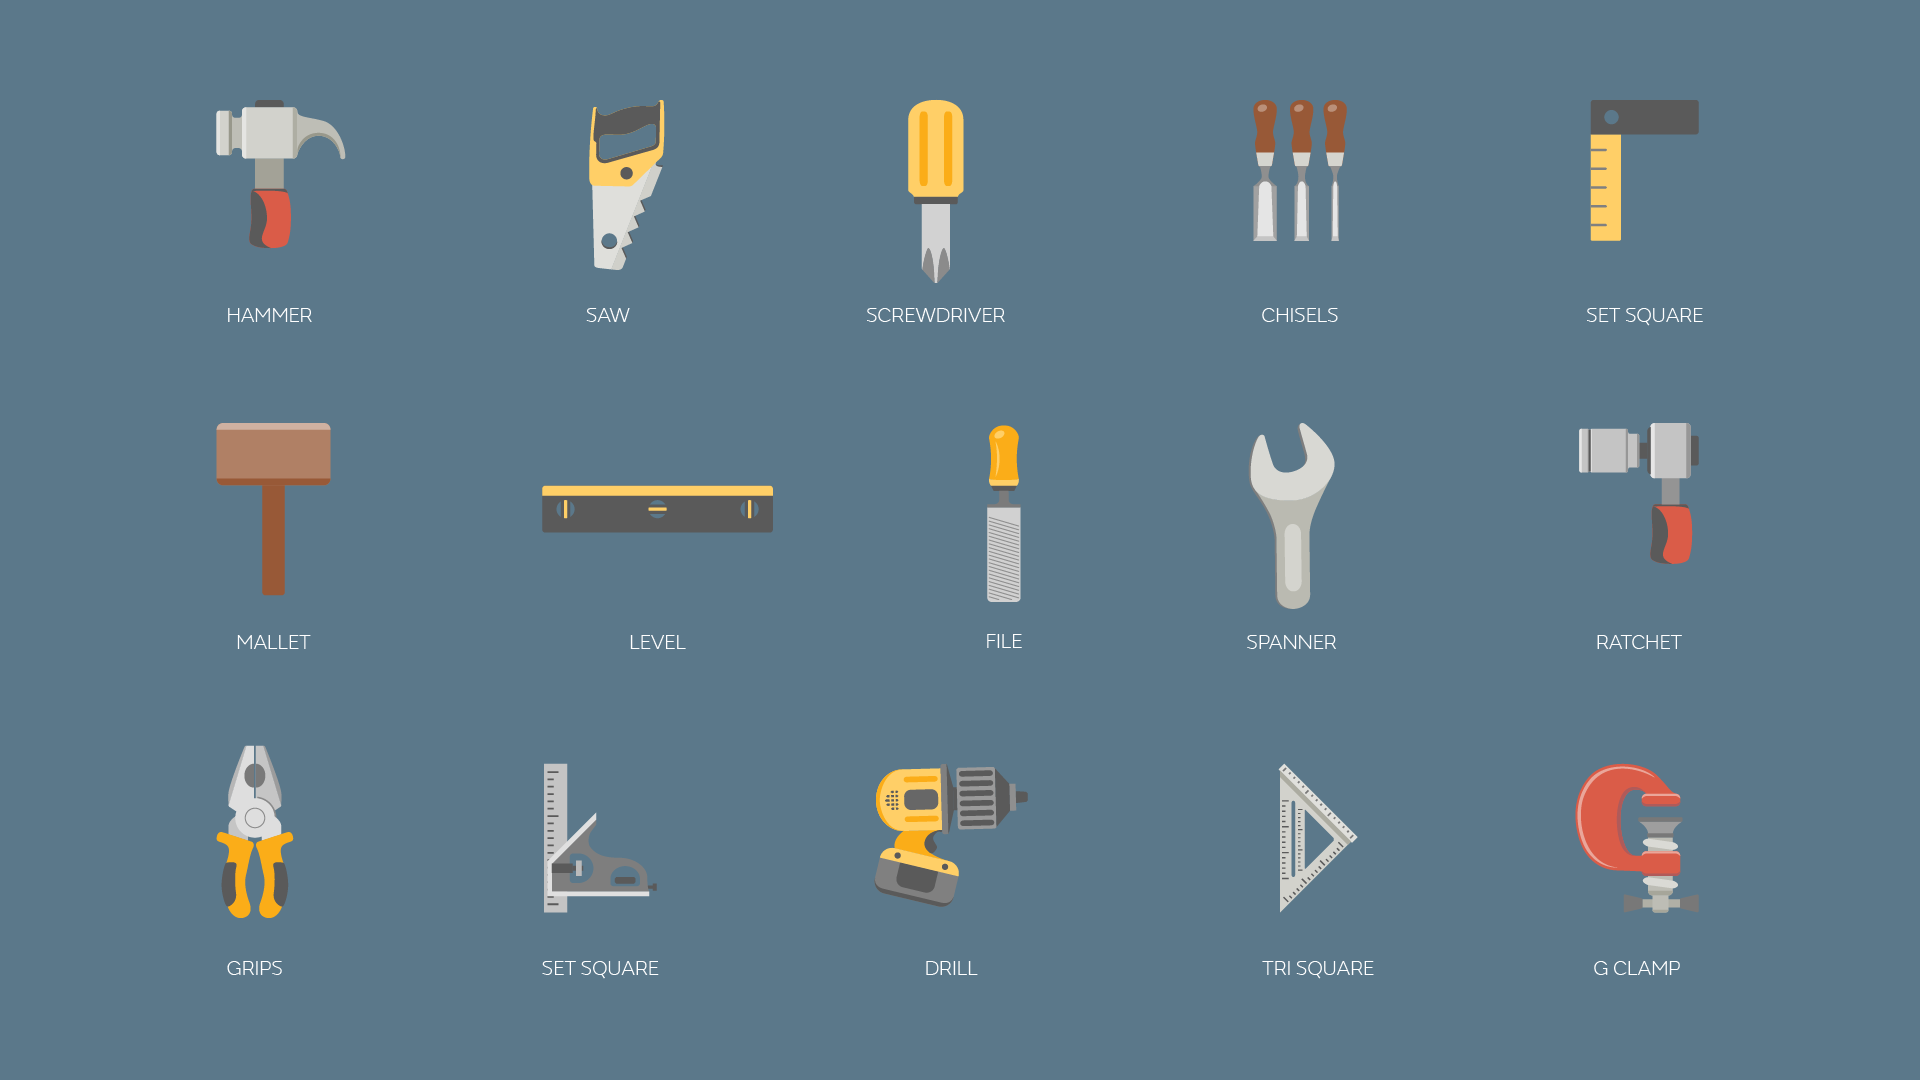 HAMMER
SAW
SCREWDRIVER
CHISELS
SET SQUARE
MALLET
LEVEL
FILE
SPANNER
RATCHET
GRIPS
SET SQUARE
DRILL
TRI SQUARE
G CLAMP